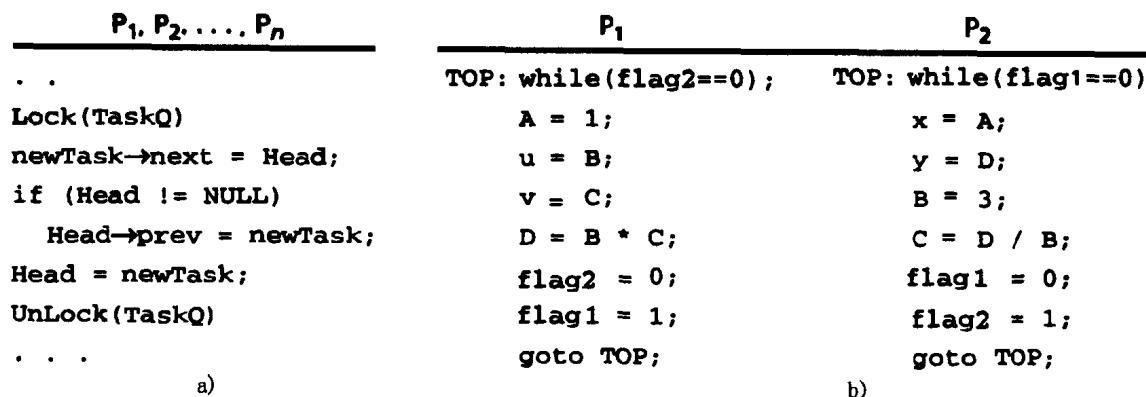 P1, P2, . . . , Pn
. .
Lock(TaskQ)
newTask→next = Head;
if (Head != NULL)
Head→prev = newTask;
Head = newTask;
UnLock(TaskQ)
. . .
a)
P1
TOP: while(flag2==0);
A = 1;
u = B;
v = C;
D = B * C;
flag2 = 0;
flag1 = 1;
goto TOP;
P2
TOP: while(flag1==0)
x = A;
y = D;
B = 3;
C = D / B;
flag1 = 0;
flag2 = 1;
goto TOP;
b)